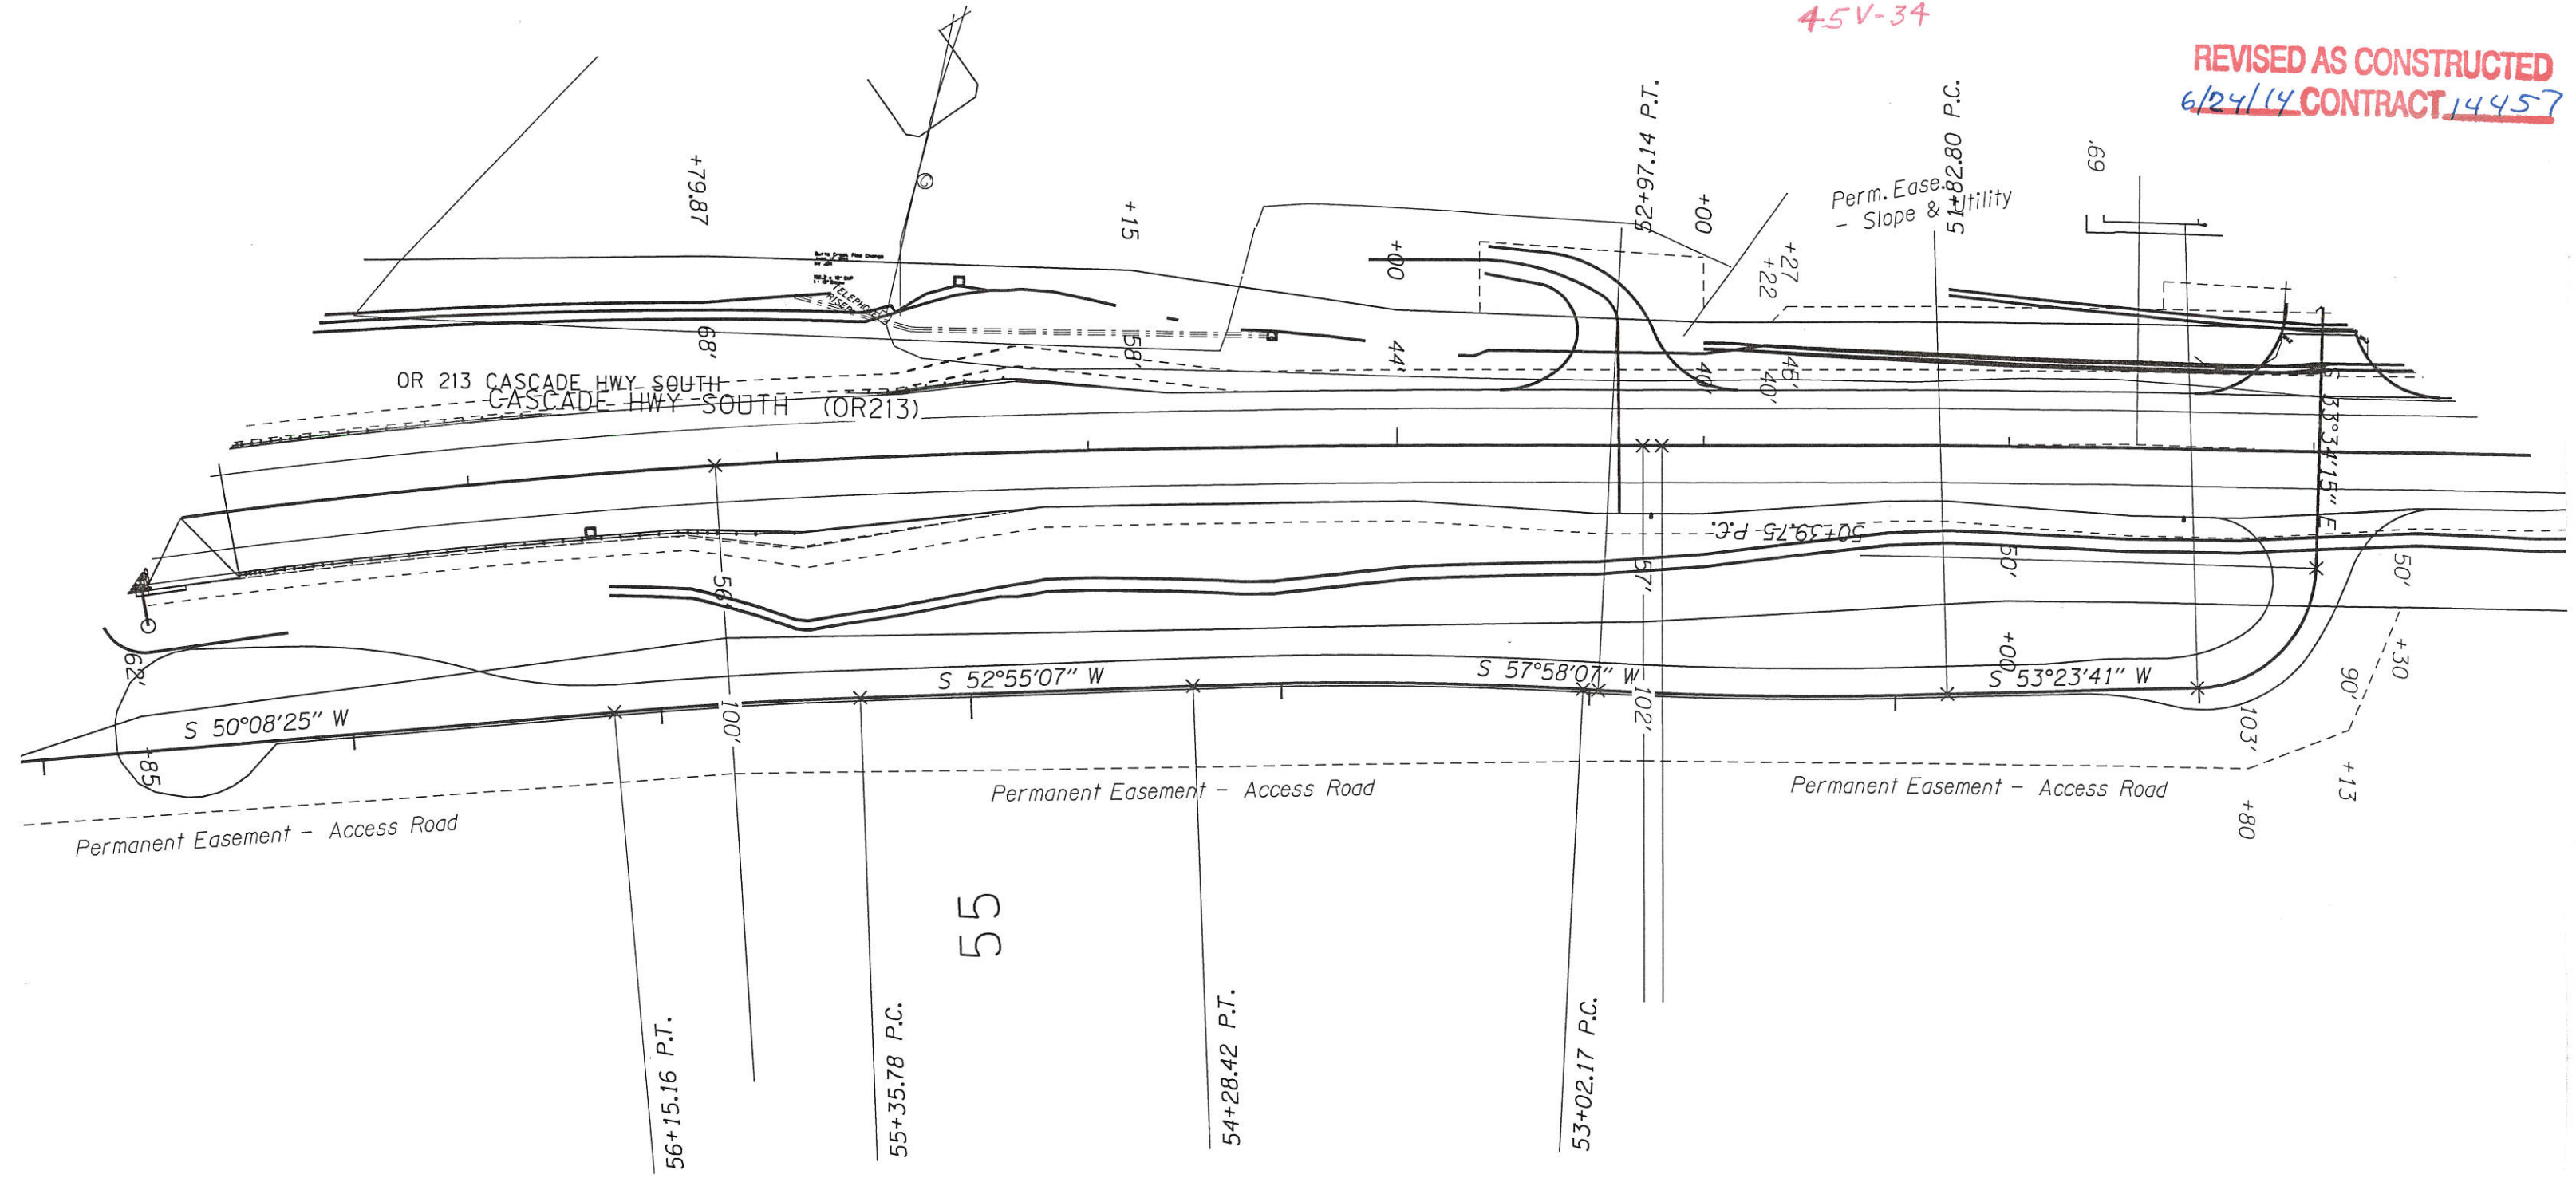 45V-34
REVISED AS CONSTRUCTED
6/24/14 CONTRACT 14457
+79.87
+15
52+97.14 P.T.
+00
51+82.80 P.C.
69'
Perm. Ease.
- Slope & Utility
+00
+27
+22
TELEPHONE
RISERS
68'
58'
44'
40'
45'
40'
OR 213 CASCADE HWY SOUTH
CASCADE HWY SOUTH (OR213)
S 33°34'15" E
50+39.75 P.C.
56'
57'
50'
50'
62'
+00
+30
90'
S 50°08'25" W
S 52°55'07" W
S 57°58'07" W
S 53°23'41" W
100'
102'
103'
+85
+13
+80
Permanent Easement - Access Road
Permanent Easement - Access Road
Permanent Easement - Access Road
55
56+15.16 P.T.
55+35.78 P.C.
54+28.42 P.T.
53+02.17 P.C.